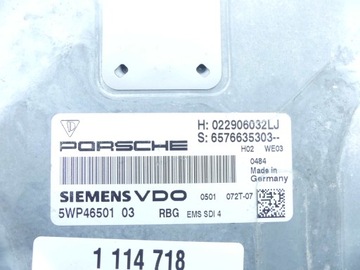 H: 022906032LJ
PORSCHE
S: 6576635303--
H02 WE03
0484
Made in
Germany
SIEMENS VDO
0501 072T-07
5WP46501 03
RBG EMS SDI 4
1 114 718